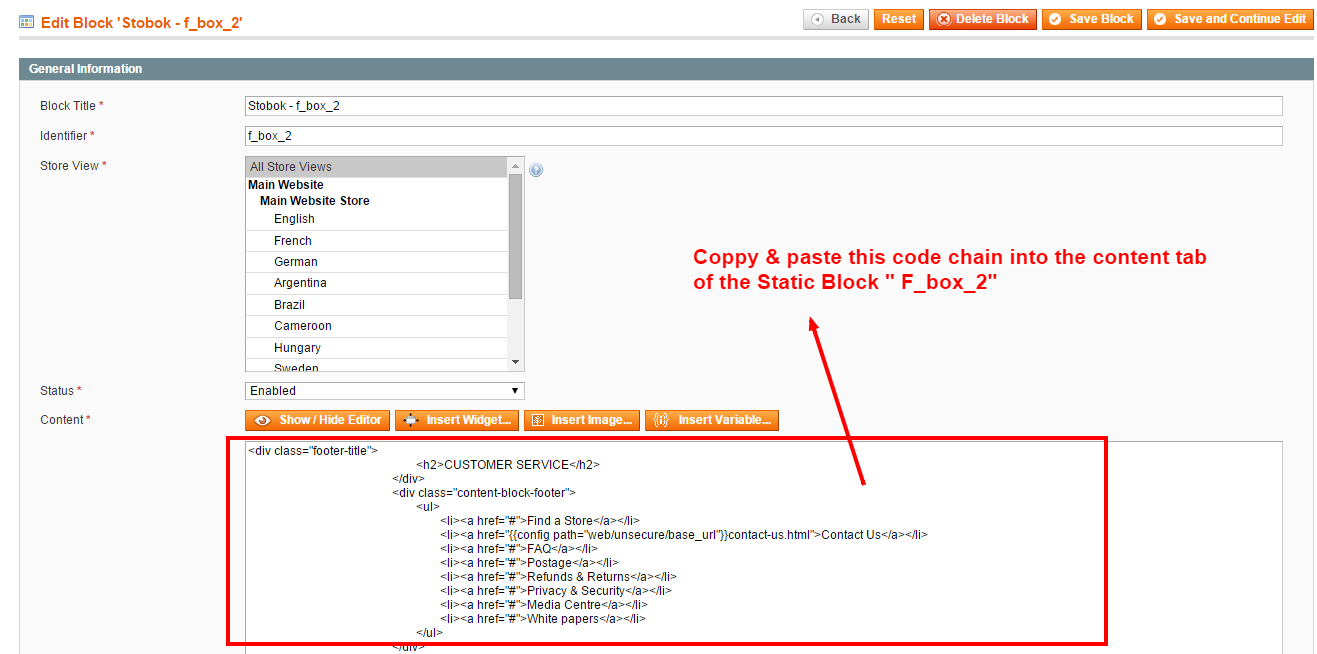 Edit Block 'Stobok - f_box_2'
Back Reset Delete Block Save Block Save and Continue Edit
General Information
Block Title *
Stobok - f_box_2
Identifier *
f_box_2
Store View *
All Store Views
Main Website
Main Website Store
English
French
German
Argentina
Brazil
Cameroon
Hungary
Sweden
Coppy & paste this code chain into the content tab
of the Static Block " F_box_2"
Status *
Enabled
Content *
Show / Hide Editor Insert Widget... Insert Image... Insert Variable...
<div class="footer-title">
<h2>CUSTOMER SERVICE</h2>
</div>
<div class="content-block-footer">
<ul>
<li><a href="#">Find a Store</a></li>
<li><a href="{{config path="web/unsecure/base_url"}}contact-us.html">Contact Us</a></li>
<li><a href="#">FAQ</a></li>
<li><a href="#">Postage</a></li>
<li><a href="#">Refunds & Returns</a></li>
<li><a href="#">Privacy & Security</a></li>
<li><a href="#">Media Centre</a></li>
<li><a href="#">White papers</a></li>
</ul>
</div>